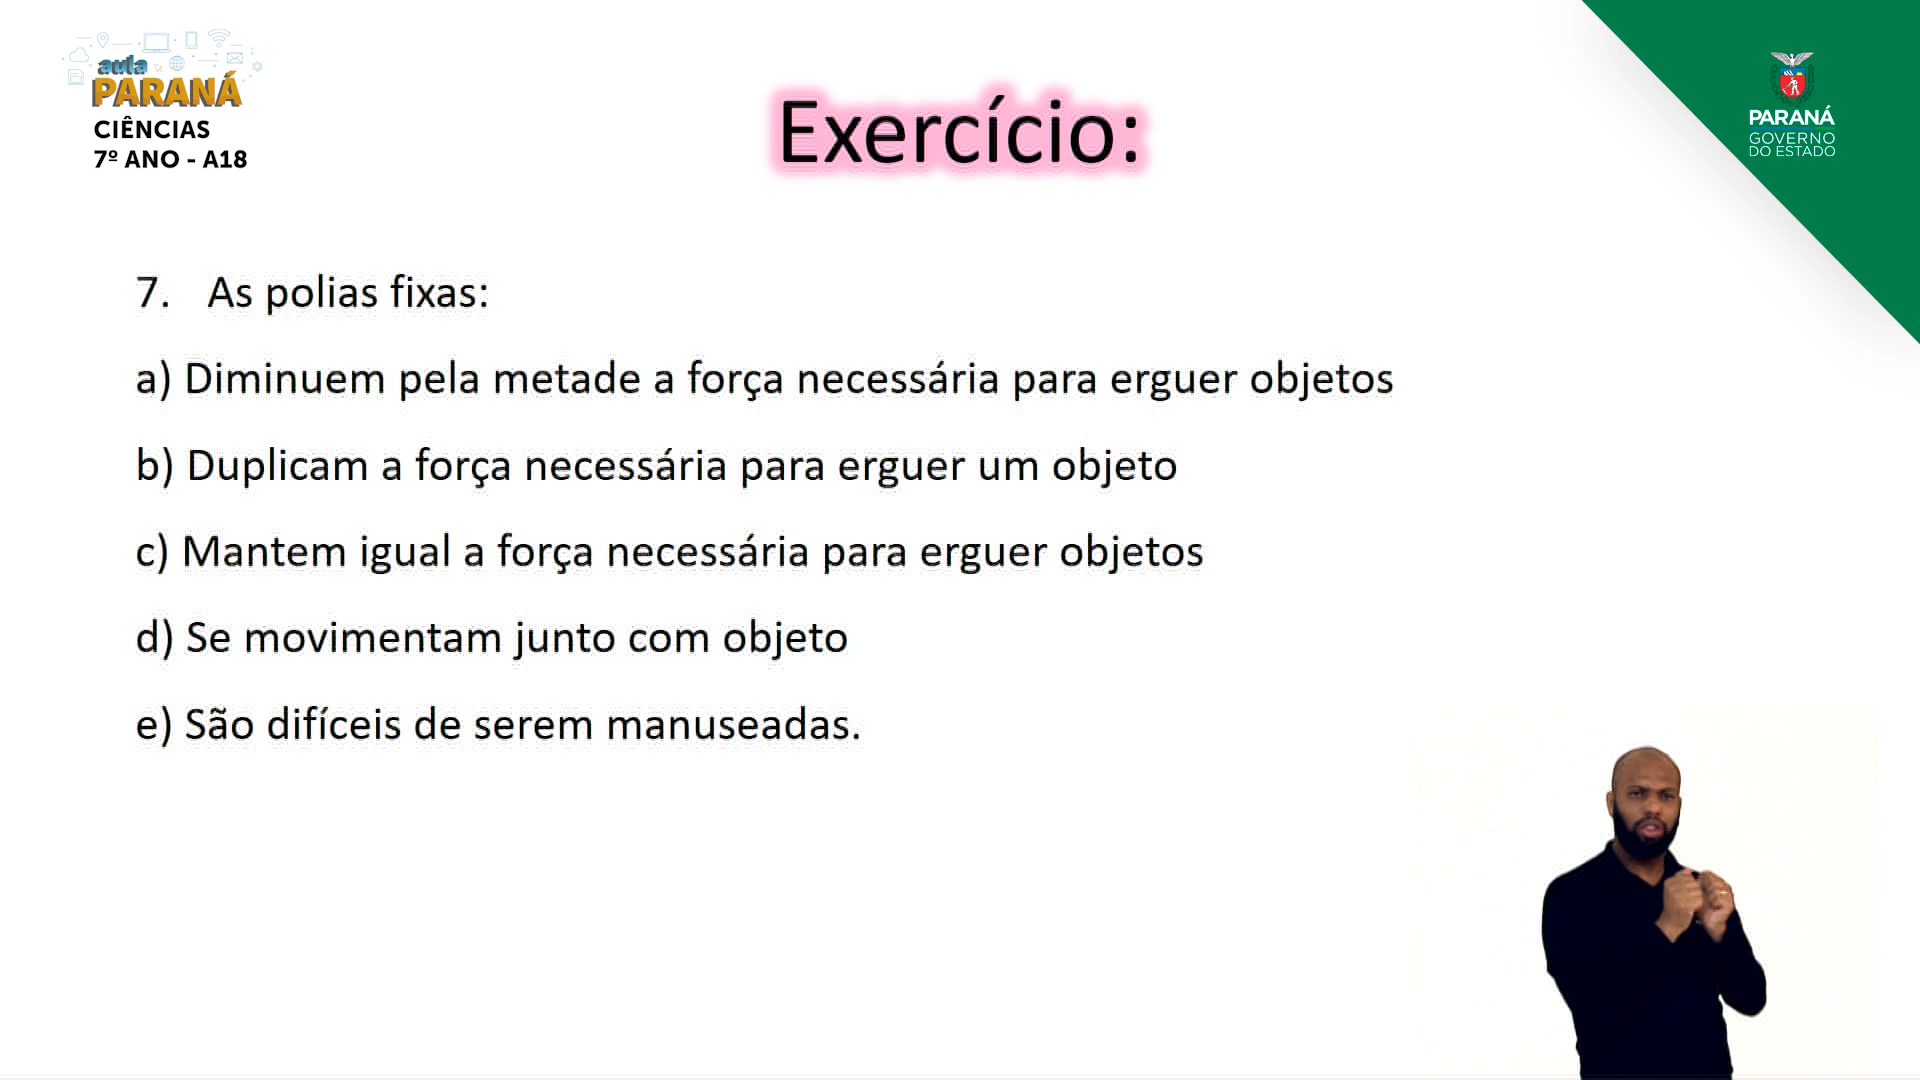 aula
PARANÁ
CIÊNCIAS
7º ANO - A18
Exercício:
PARANÁ
GOVERNO
DO ESTADO
7. As polias fixas:
a) Diminuem pela metade a força necessária para erguer objetos
b) Duplicam a força necessária para erguer um objeto
c) Mantem igual a força necessária para erguer objetos
d) Se movimentam junto com objeto
e) São difíceis de serem manuseadas.